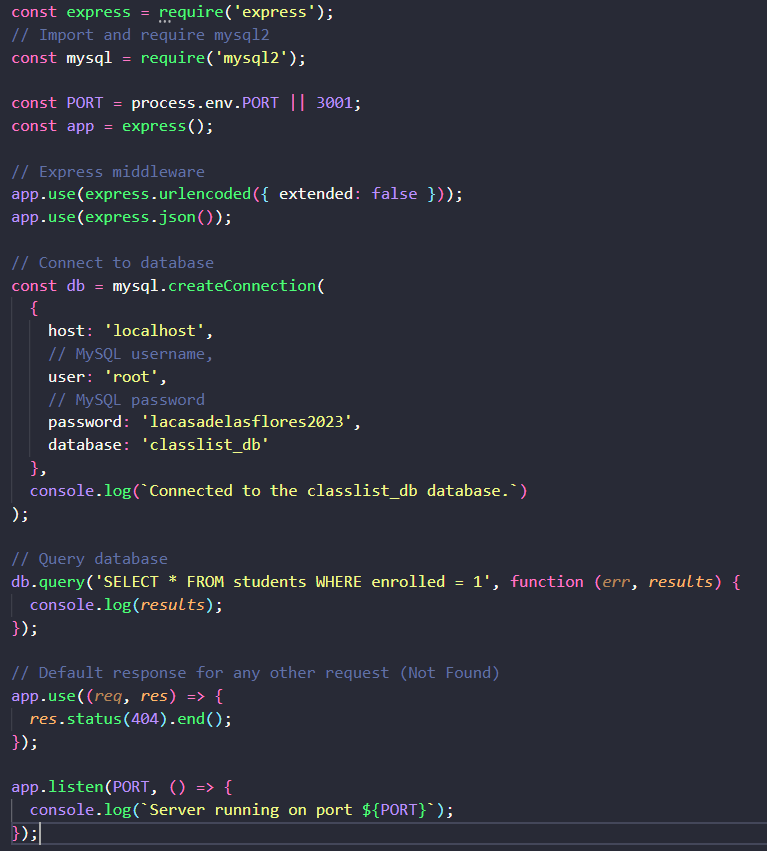 const express = require('express');
// Import and require mysql2
const mysql = require('mysql2');
const PORT = process.env.PORT || 3001;
const app = express();
// Express middleware
app.use(express.urlencoded({ extended: false }));
app.use(express.json());
// Connect to database
const db = mysql.createConnection(
  {
    host: 'localhost',
    // MySQL username,
    user: 'root',
    // MySQL password
    password: 'lacasadelasflores2023',
    database: 'classlist_db'
  },
  console.log(`Connected to the classlist_db database.`)
);
// Query database
db.query('SELECT * FROM students WHERE enrolled = 1', function (err, results) {
  console.log(results);
});
// Default response for any other request (Not Found)
app.use((req, res) => {
  res.status(404).end();
});
app.listen(PORT, () => {
  console.log(`Server running on port ${PORT}`);
});